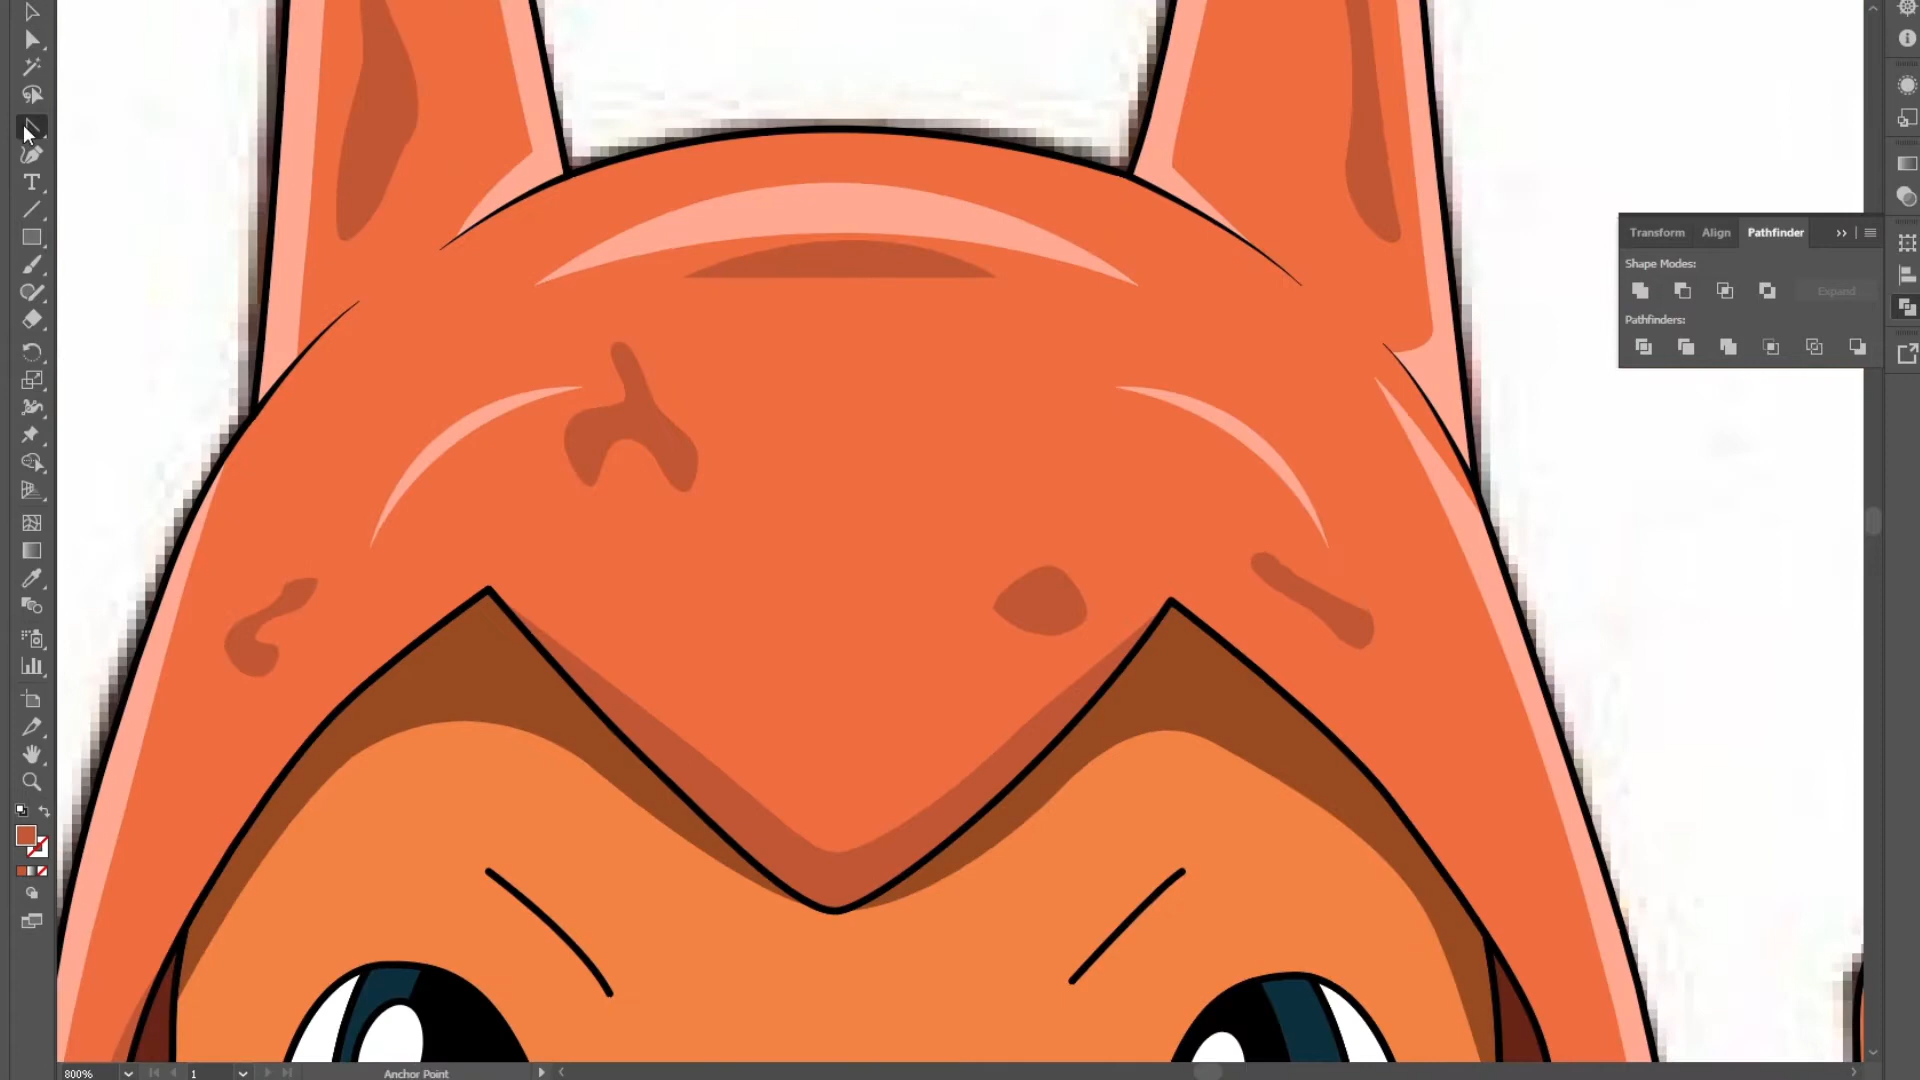 Transform Align Pathfinder
Shape Modes:
Expand
Pathfinders:
800%
1
Anchor Point